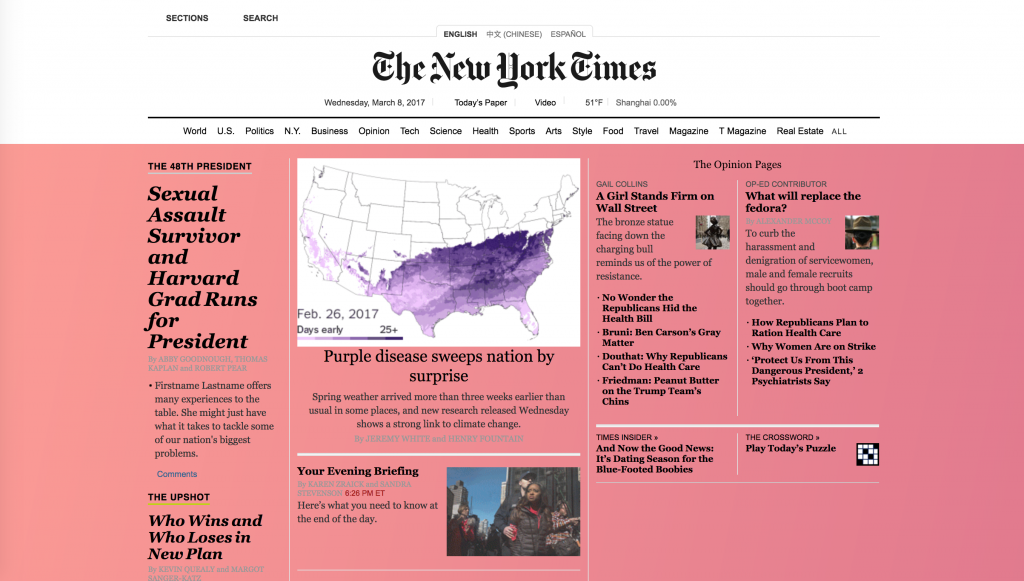 SECTIONS SEARCH
ENGLISH 中文 (CHINESE) ESPAÑOL
The New York Times
Wednesday, March 8, 2017 Today's Paper Video 51°F Shanghai 0.00%
World U.S. Politics N.Y. Business Opinion Tech Science Health Sports Arts Style Food Travel Magazine T Magazine Real Estate ALL
THE 48TH PRESIDENT
Sexual
Assault
Survivor
and
Harvard
Grad Runs
for
President
By ABBY GOODNOUGH, THOMAS
KAPLAN and ROBERT PEAR
• Firstname Lastname offers
many experiences to the
table. She might just have
what it takes to tackle some
of our nation's biggest
problems.
Comments
THE UPSHOT
Who Wins and
Who Loses in
New Plan
By KEVIN QUEALY and MARGOT
SANGER-KATZ
Feb. 26, 2017
Days early 25+
Purple disease sweeps nation by
surprise
Spring weather arrived more than three weeks earlier than
usual in some places, and new research released Wednesday
shows a strong link to climate change.
By JEREMY WHITE and HENRY FOUNTAIN
Your Evening Briefing
By KAREN ZRAICK and SANDRA
STEVENSON 6:26 PM ET
Here's what you need to know at
the end of the day.
The Opinion Pages
GAIL COLLINS
A Girl Stands Firm on
Wall Street
The bronze statue
facing down the
charging bull
reminds us of the power of
resistance.
· No Wonder the
Republicans Hid the
Health Bill
· Bruni: Ben Carson's Gray
Matter
· Douthat: Why Republicans
Can't Do Health Care
· Friedman: Peanut Butter
on the Trump Team's
Chins
OP-ED CONTRIBUTOR
What will replace the
fedora?
By ALEXANDER
To curb the
harassment and
denigration of servicewomen,
male and female recruits
should go through boot camp
together.
· How Republicans Plan to
Ration Health Care
· Why Women Are on Strike
· 'Protect Us From This
Dangerous President,' 2
Psychiatrists Say
TIMES INSIDER »
And Now the Good News:
It's Dating Season for the
Blue-Footed Boobies
THE CROSSWORD »
Play Today's Puzzle